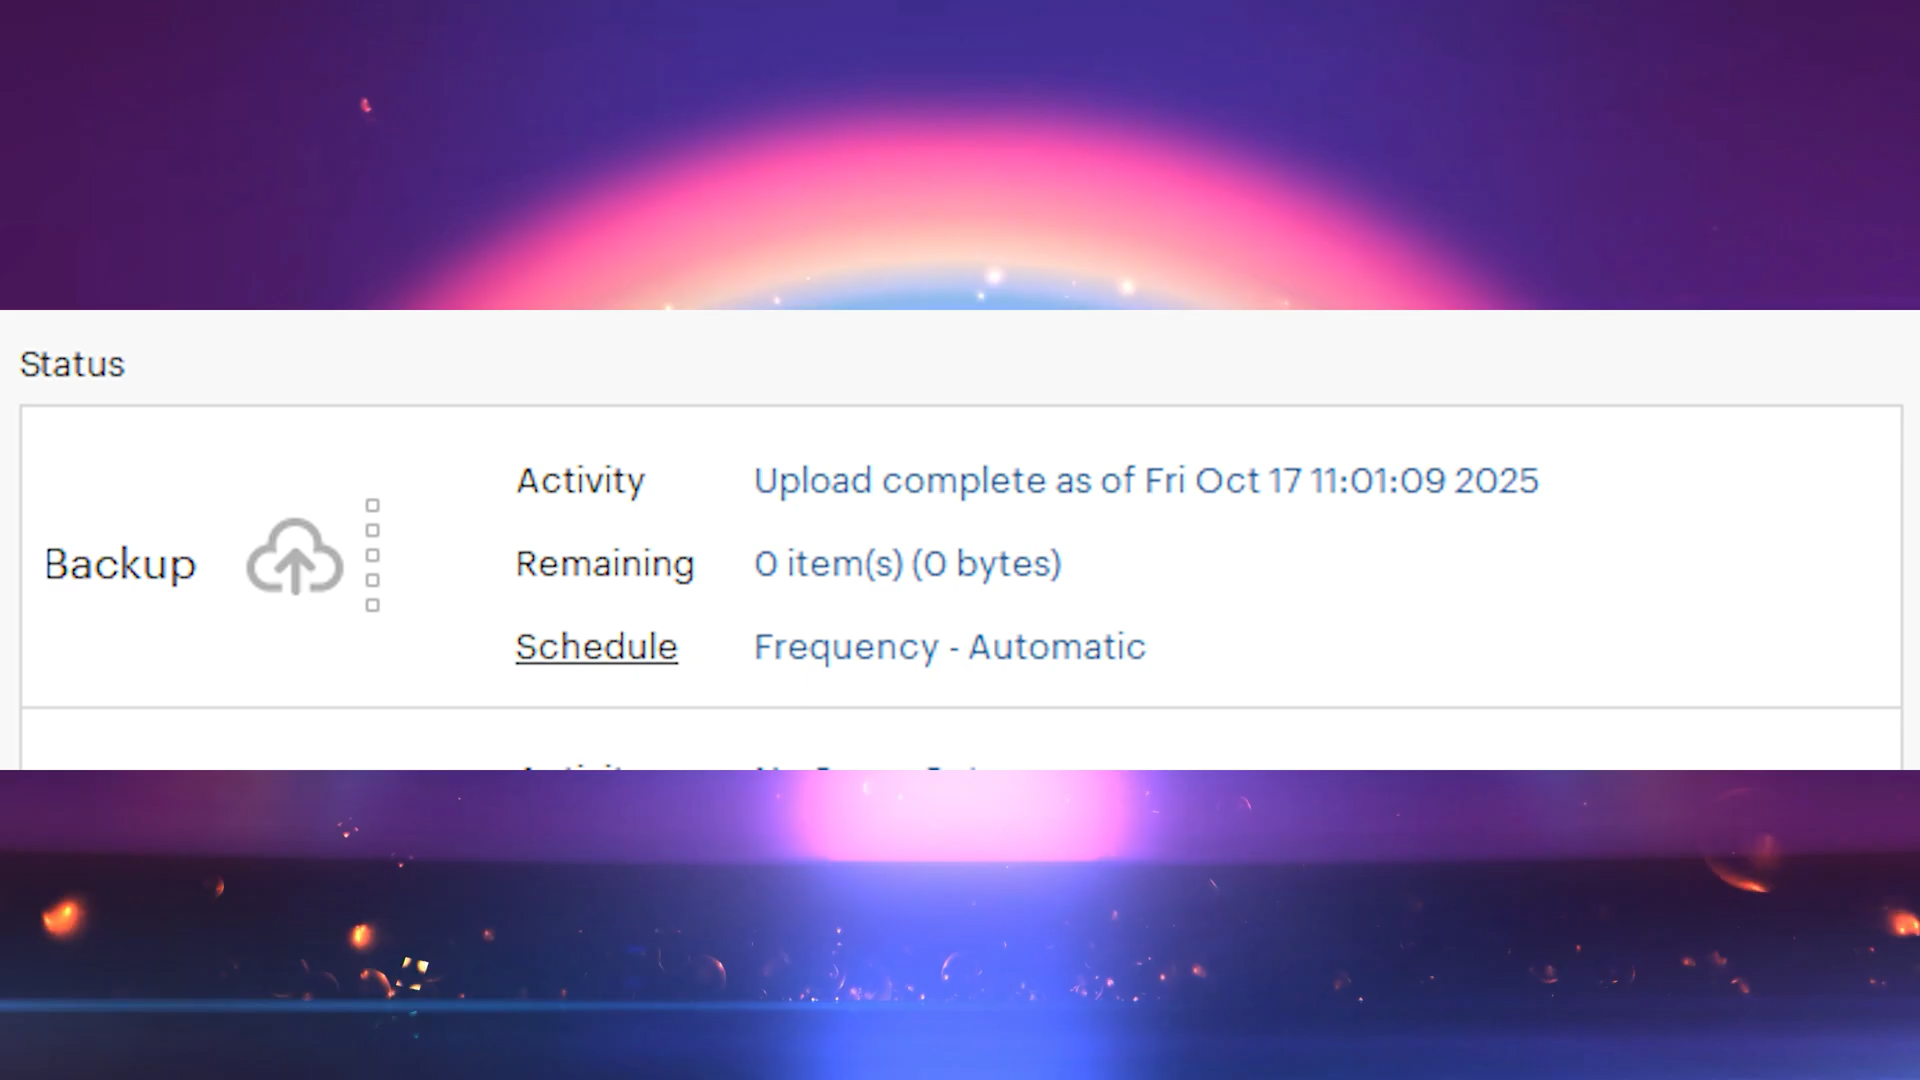 Status
Backup
Activity Upload complete as of Fri Oct 17 11:01:09 2025
Remaining 0 item(s) (0 bytes)
Schedule Frequency - Automatic